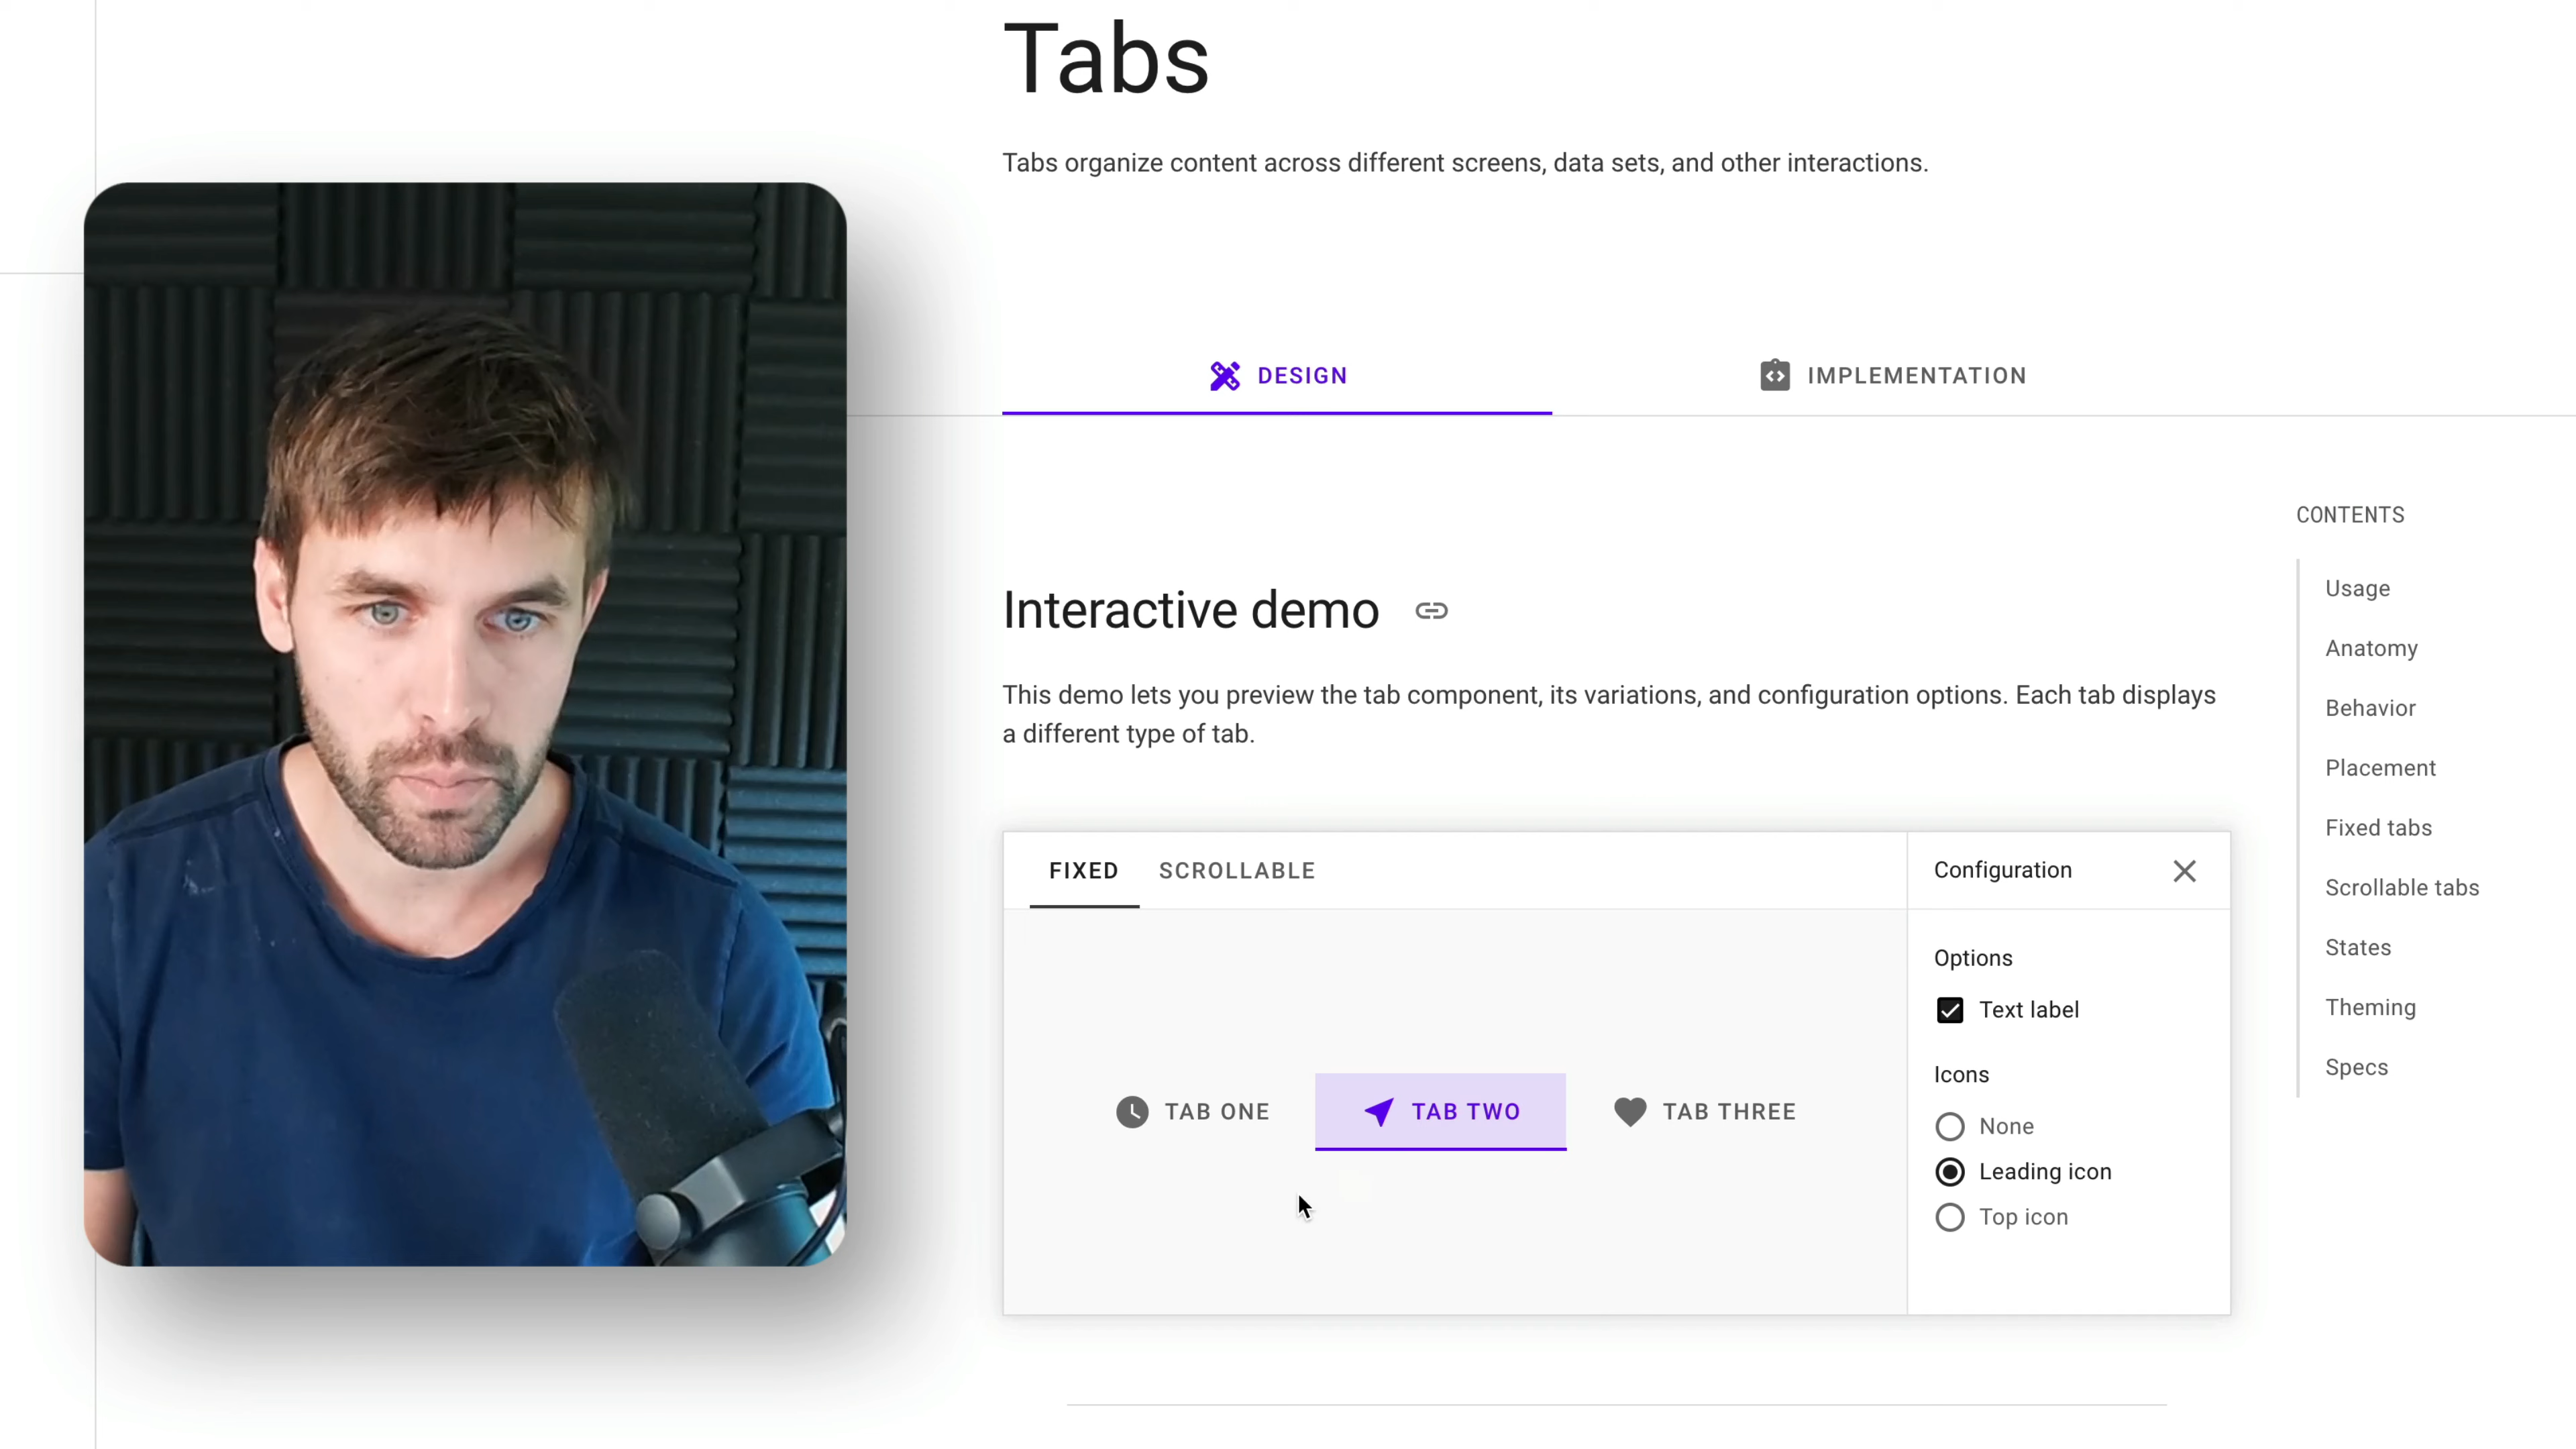 Tabs
Tabs organize content across different screens, data sets, and other interactions.
DESIGN
IMPLEMENTATION
CONTENTS
Usage
Anatomy
Behavior
Placement
Fixed tabs
Scrollable tabs
States
Theming
Specs
Interactive demo
This demo lets you preview the tab component, its variations, and configuration options. Each tab displays
a different type of tab.
FIXED
SCROLLABLE
TAB ONE
TAB TWO
TAB THREE
Configuration
Options
Text label
Icons
None
Leading icon
Top icon